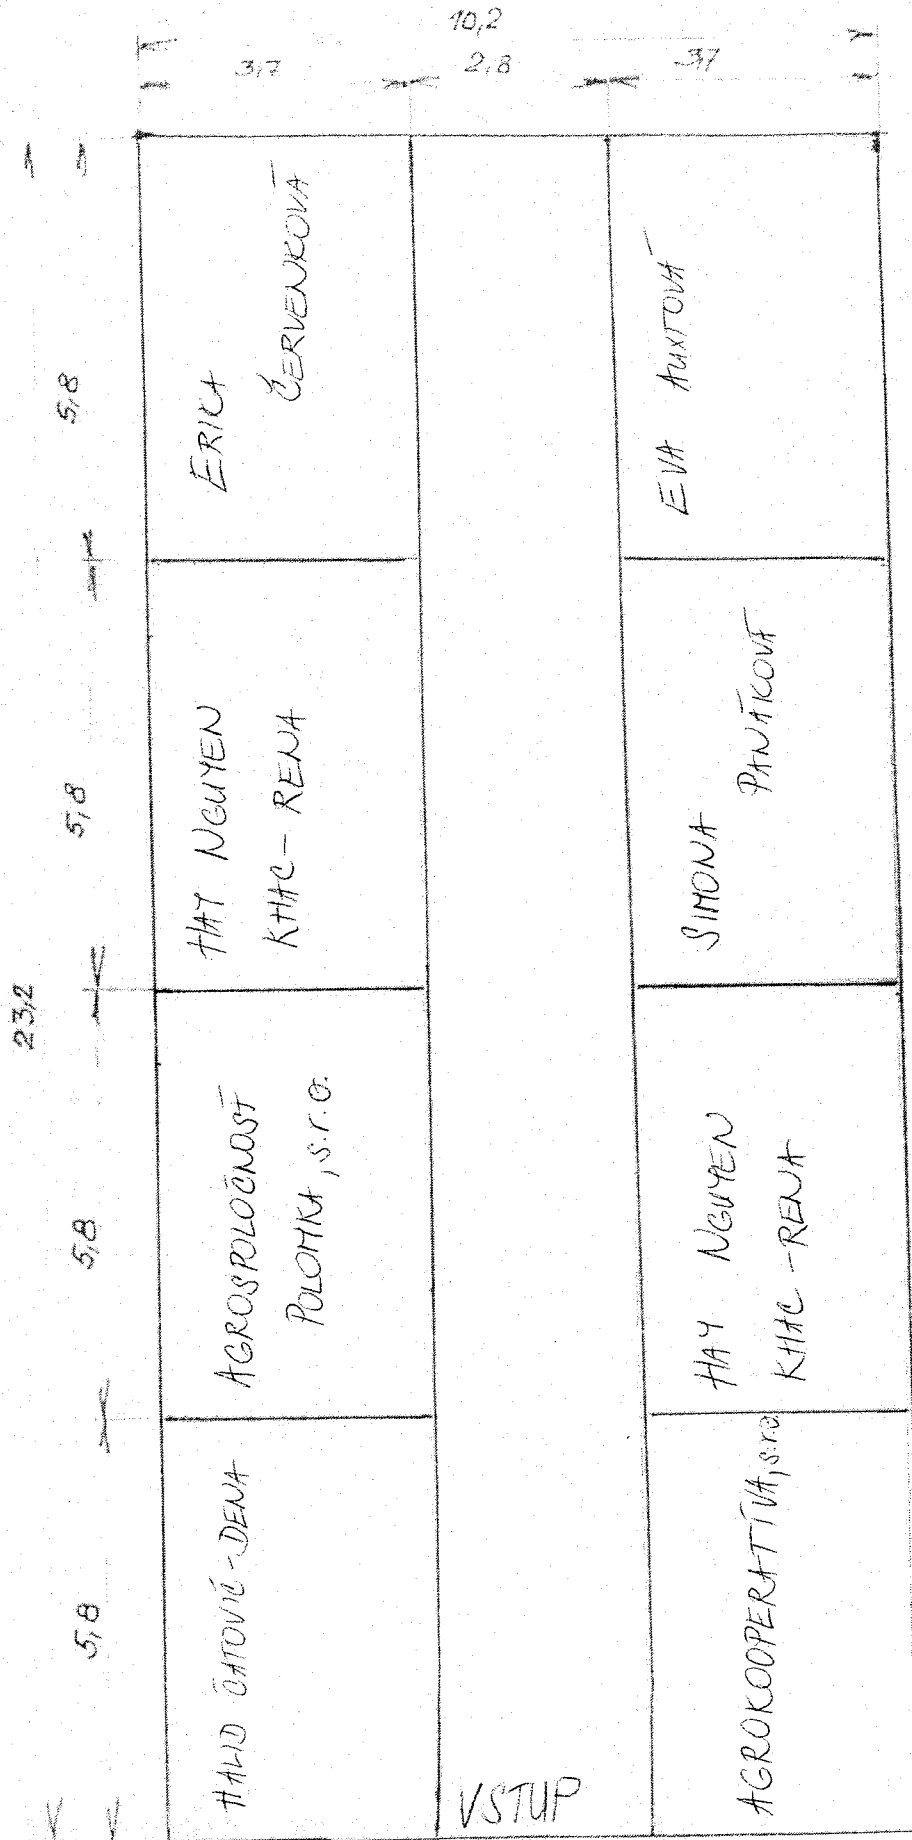 10,2
3,7
2,8
3,7
5,8
5,8
23,2
5,8
5,8
ERIKA
ČERVENKOVÁ
EVA AUXTOVÁ
HAY NGUYEN
KHAC - RENA
SIMONA
PANÁKOVÁ
AGROSPOLOČNOSŤ
POLOMKA, s.r.o.
HAY NGUYEN
KHAC - RENA
HALID ČATOVIČ - DENA
AGROKOOPERATÍVA, s.r.o.
VSTUP